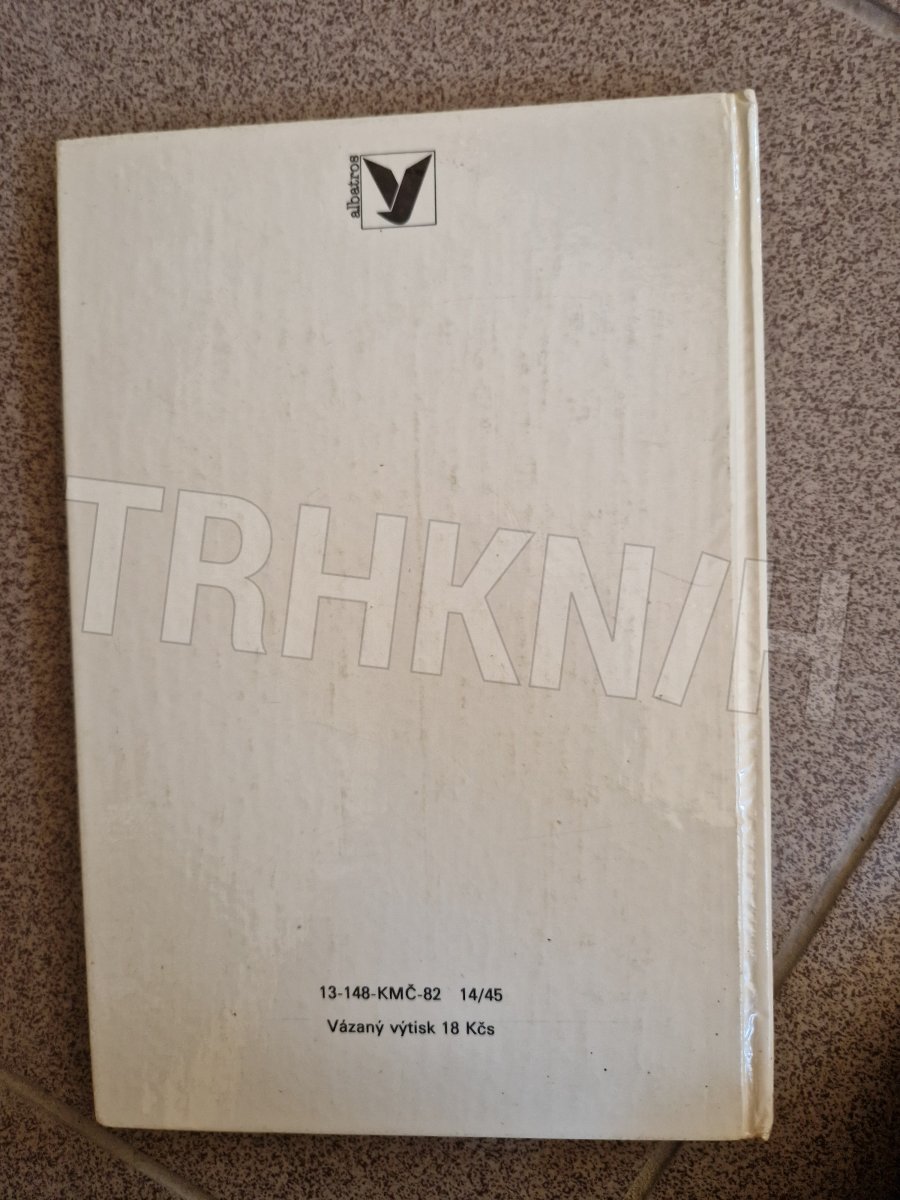 albatros
TRHKNIH
13-148-KMČ-82 14/45
Vázaný výtisk 18 Kčs